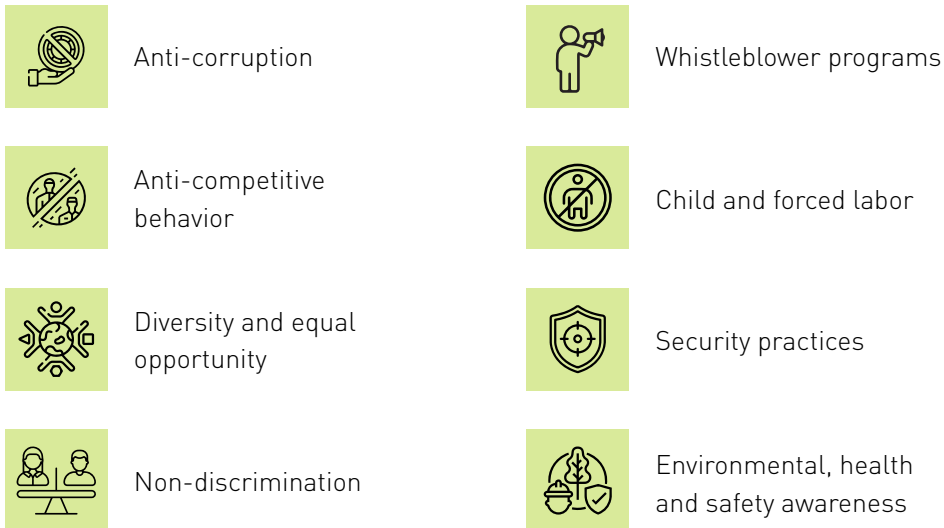 Anti-corruption
Anti-competitive
behavior
Diversity and equal
opportunity
Non-discrimination
Whistleblower programs
Child and forced labor
Security practices
Environmental, health
and safety awareness